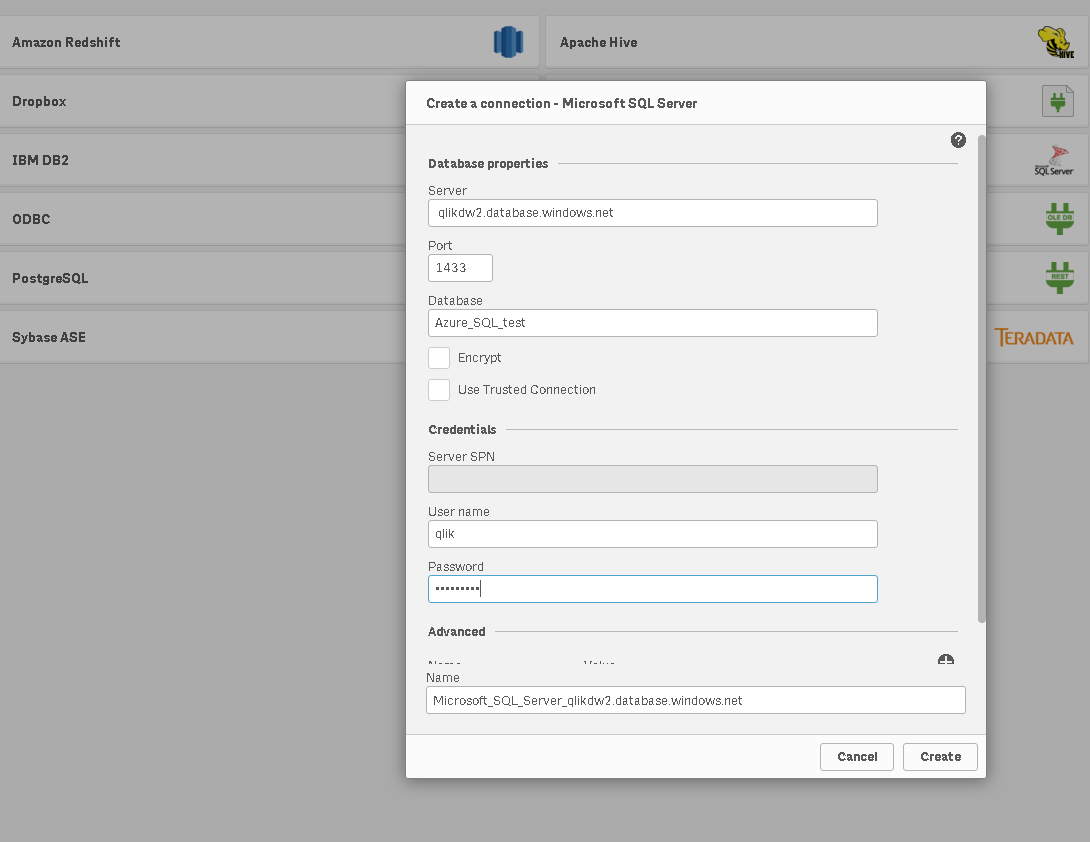 Amazon Redshift
Apache Hive
HIVE
Dropbox
IBM DB2
SQL Server
ODBC
OLE DB
PostgreSQL
REST
Sybase ASE
TERADATA
Create a connection - Microsoft SQL Server
?
Database properties
Server
qlikdw2.database.windows.net
Port
1433
Database
Azure_SQL_test
Encrypt
Use Trusted Connection
Credentials
Server SPN
User name
qlik
Password
•••••••••
Advanced
Name Value
Name
Microsoft_SQL_Server_qlikdw2.database.windows.net
Cancel Create